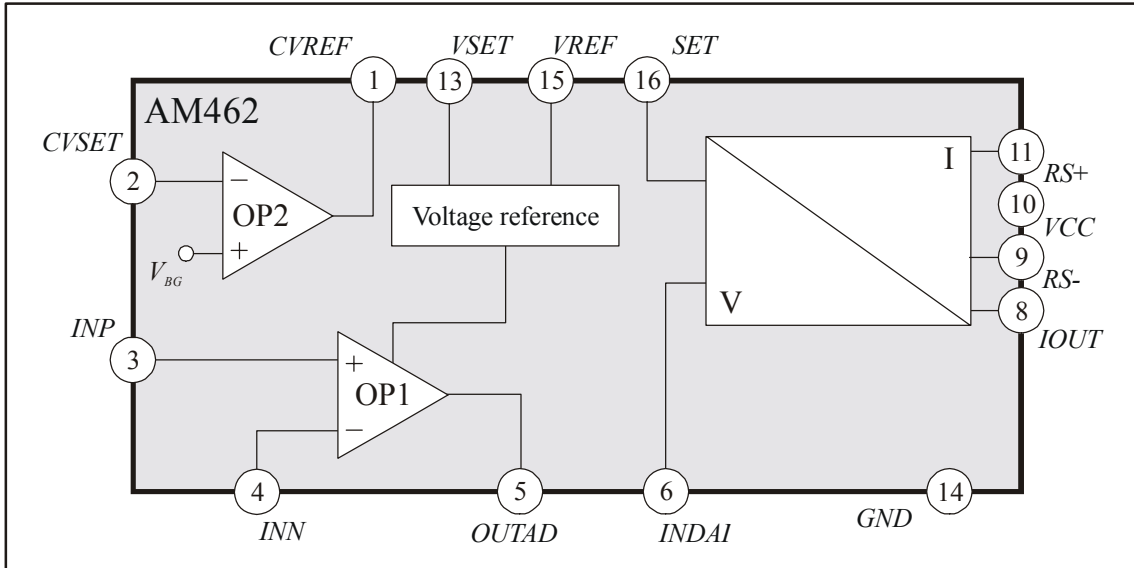 CVREF VSET VREF SET
1 13 15 16
AM462
CVSET
2
−
OP2
+
V_BG
Voltage reference
I
V
11
RS+
10
VCC
9
RS-
8
IOUT
INP
3
+
OP1
−
4 5 6 14
INN OUTAD INDAI GND